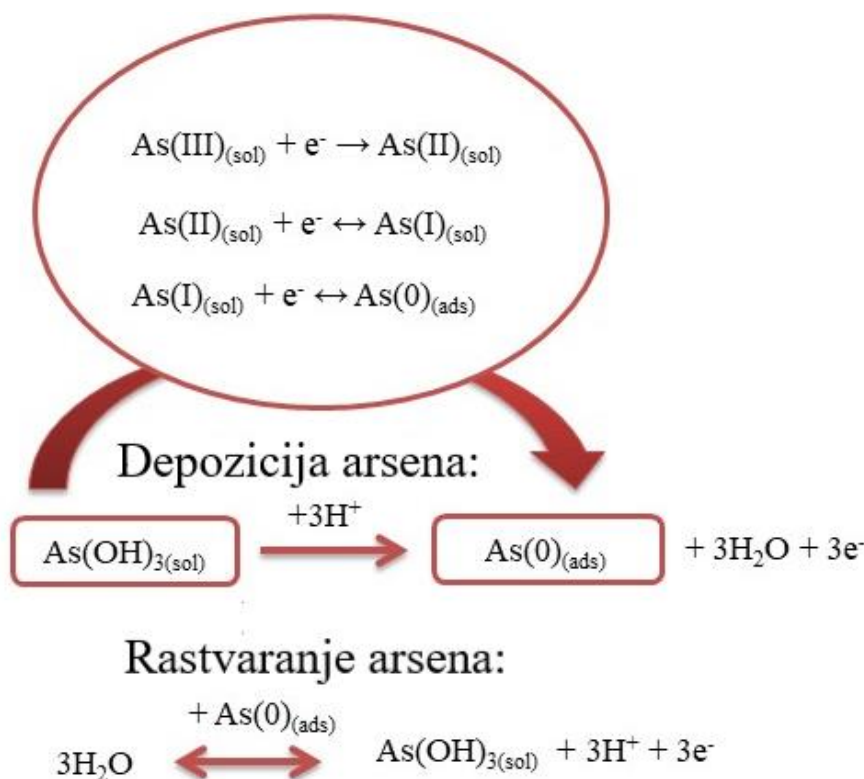 As(III)(sol) + e- → As(II)(sol)
As(II)(sol) + e- ↔ As(I)(sol)
As(I)(sol) + e- ↔ As(0)(ads)
Depozicija arsena:
+3H+
As(OH)3(sol) As(0)(ads) + 3H2O + 3e-
Rastvaranje arsena:
+ As(0)(ads)
3H2O As(OH)3(sol) + 3H+ + 3e-